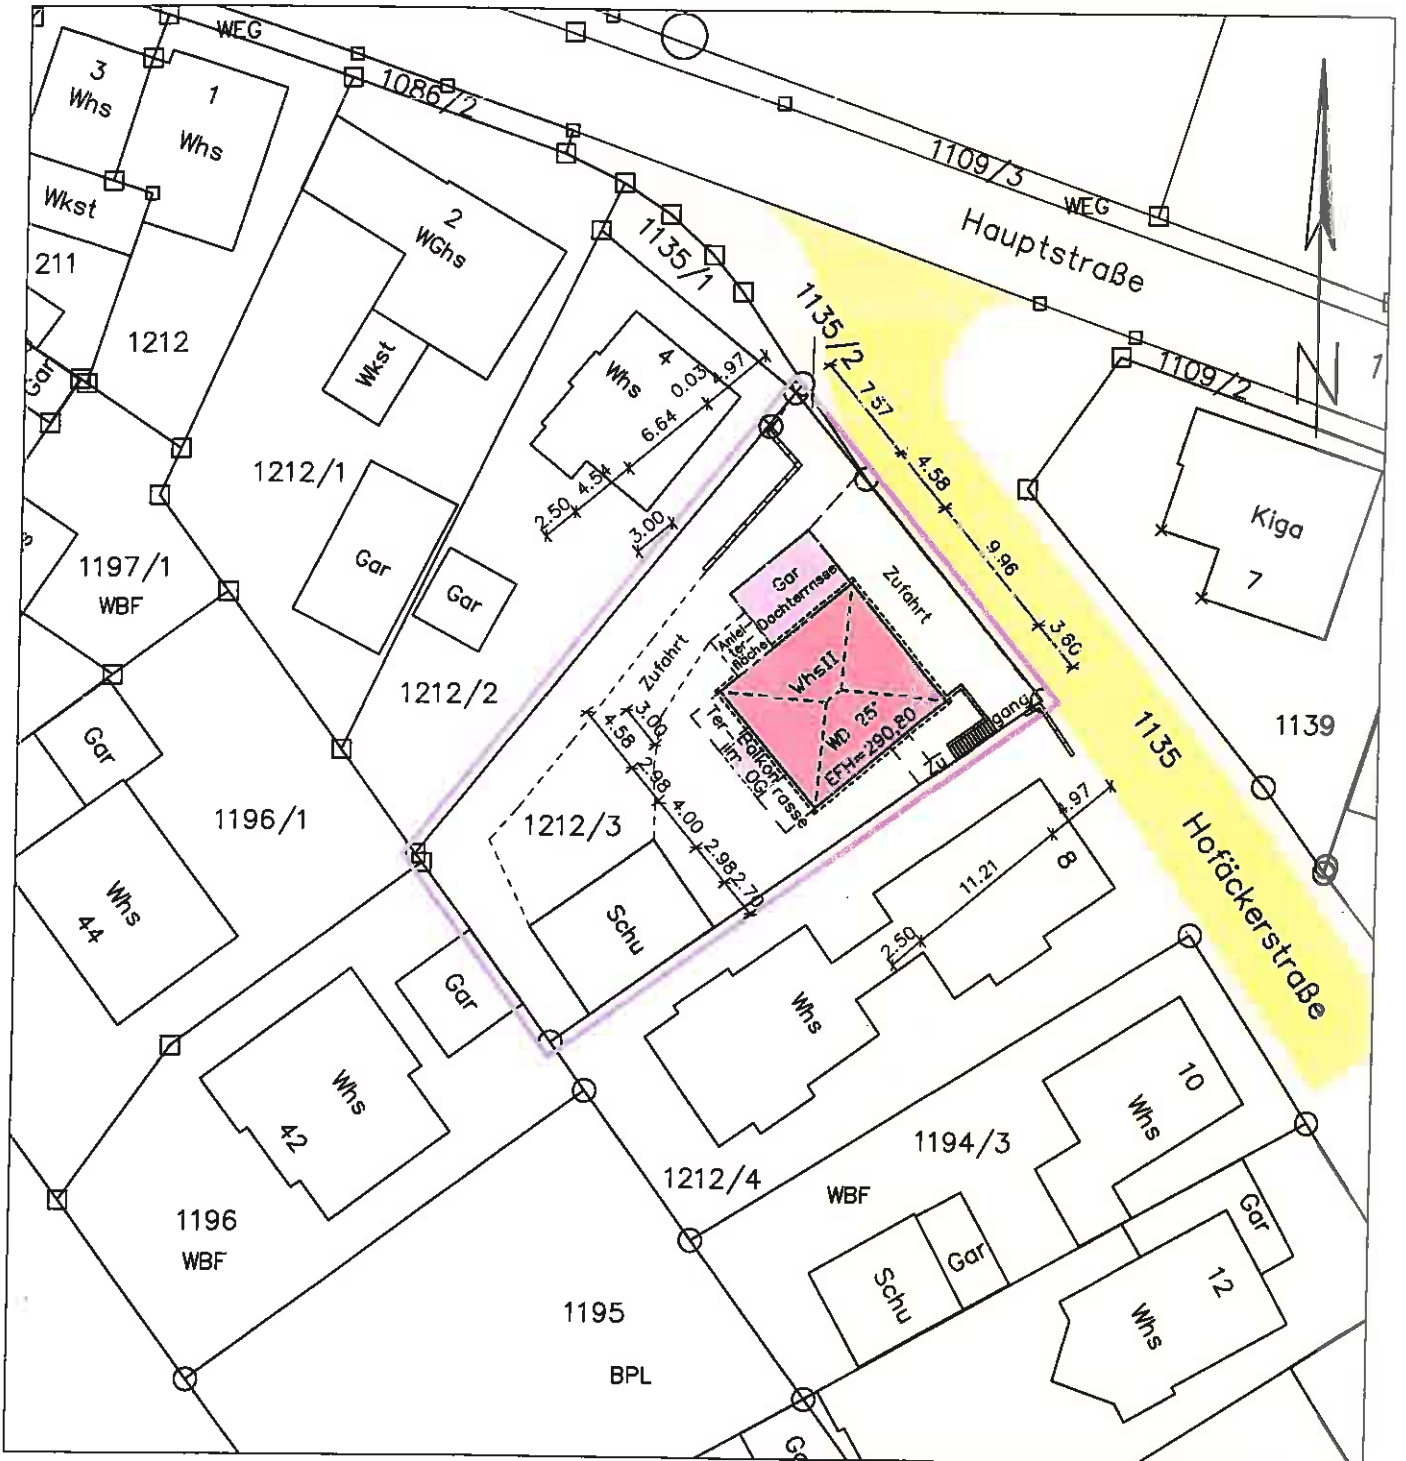 WEG
1086/2
3
Whs
1
Whs
Wkst
211
1212
Gar
2
WGhs
Wkst
1135/1
1109/3
WEG
Hauptstraße
1135/2
1109/2
N
4
Whs
4.97
0.03
6.64
4.54
2.50
3.00
7.57
4.58
9.96
3.60
Kiga
7
1212/1
Gar
Gar
1197/1
WBF
1212/2
Zufahrt
Gar
Dachterrasse
Zufahrt
WhsII
WD 25°
EFH=290,80
Ter-
rasse
Balkon
im OG
Zu
gang
3.00
4.58
2.98
4.00
2.98
2.70
1212/3
Schu
1135
1139
Hofäckerstraße
Gar
1196/1
Whs
44
4.97
11.21
8
2.50
Whs
Gar
Whs
42
10
Whs
1194/3
1212/4
WBF
1196
WBF
Schu
Gar
Gar
12
Whs
1195
BPL